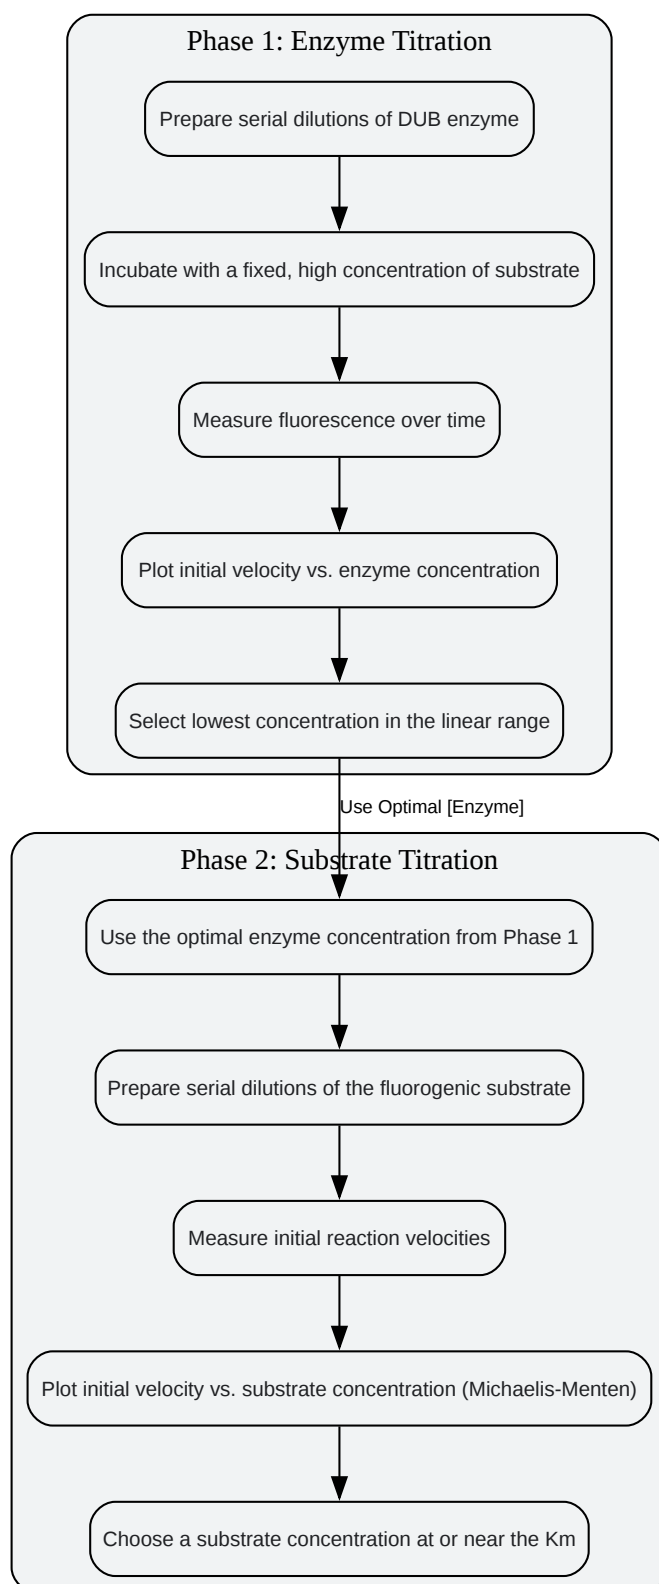 Phase 1: Enzyme Titration
Prepare serial dilutions of DUB enzyme
Incubate with a fixed, high concentration of substrate
Measure fluorescence over time
Plot initial velocity vs. enzyme concentration
Select lowest concentration in the linear range
Use Optimal [Enzyme]
Phase 2: Substrate Titration
Use the optimal enzyme concentration from Phase 1
Prepare serial dilutions of the fluorogenic substrate
Measure initial reaction velocities
Plot initial velocity vs. substrate concentration (Michaelis-Menten)
Choose a substrate concentration at or near the Km